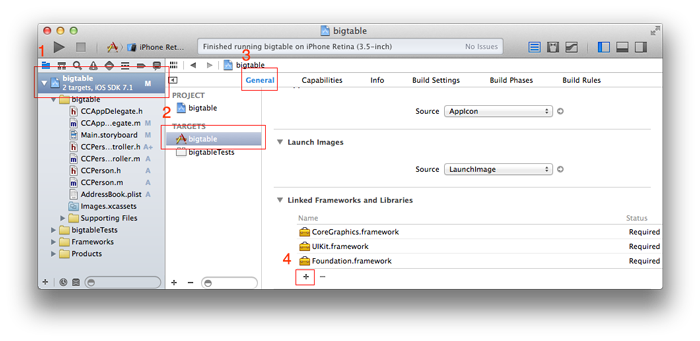 bigtable
1
iPhone Ret...
Finished running bigtable on iPhone Retina (3.5-inch)
No Issues
3
bigtable
bigtable
2 targets, iOS SDK 7.1
M
General
Capabilities
Info
Build Settings
Build Phases
Build Rules
bigtable
CCAppDelegate.h
CCApp...egate.m M
Main.storyboard M
CCPers...troller.h A+
CCPers...roller.m A
CCPerson.h A
CCPerson.m A
AddressBook.plist A
Images.xcassets
Supporting Files
bigtableTests
Frameworks
Products
PROJECT
bigtable
2
TARGETS
bigtable
bigtableTests
Source AppIcon
Launch Images
Source LaunchImage
Linked Frameworks and Libraries
Name Status
CoreGraphics.framework Required
UIKit.framework Required
Foundation.framework Required
4